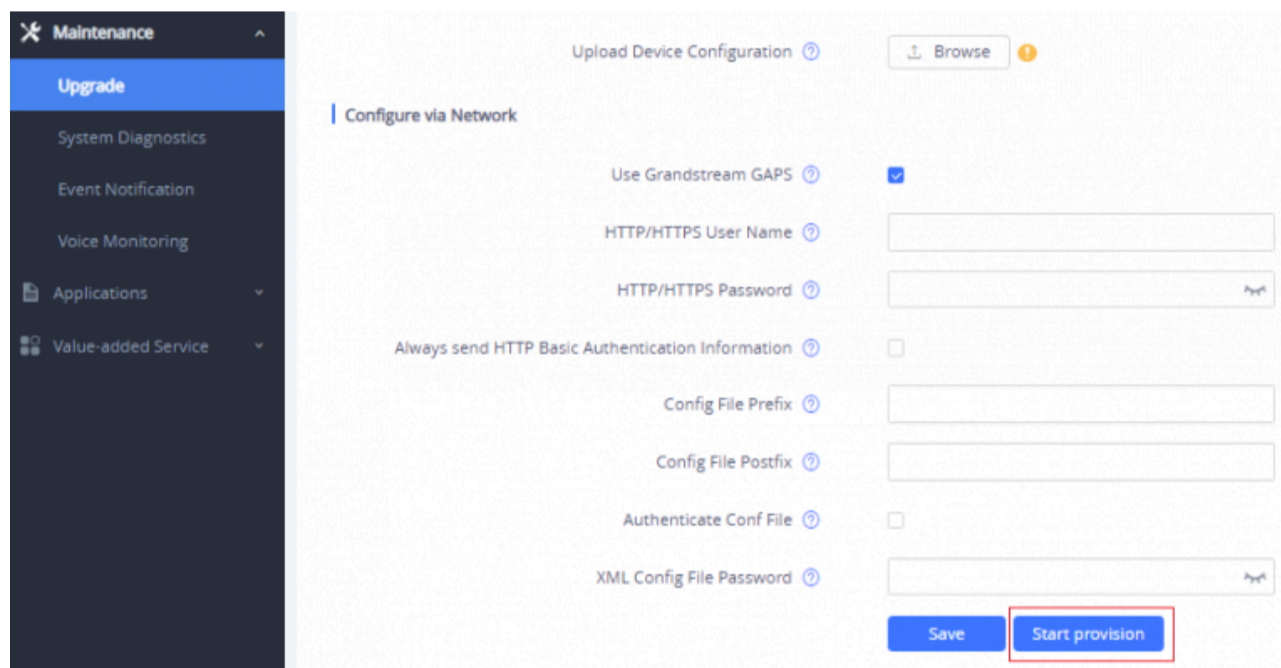 Maintenance
Upgrade
System Diagnostics
Event Notification
Voice Monitoring
Applications
Value-added Service
Upload Device Configuration
Browse
Configure via Network
Use Grandstream GAPS
HTTP/HTTPS User Name
HTTP/HTTPS Password
Always send HTTP Basic Authentication Information
Config File Prefix
Config File Postfix
Authenticate Conf File
XML Config File Password
Save
Start provision